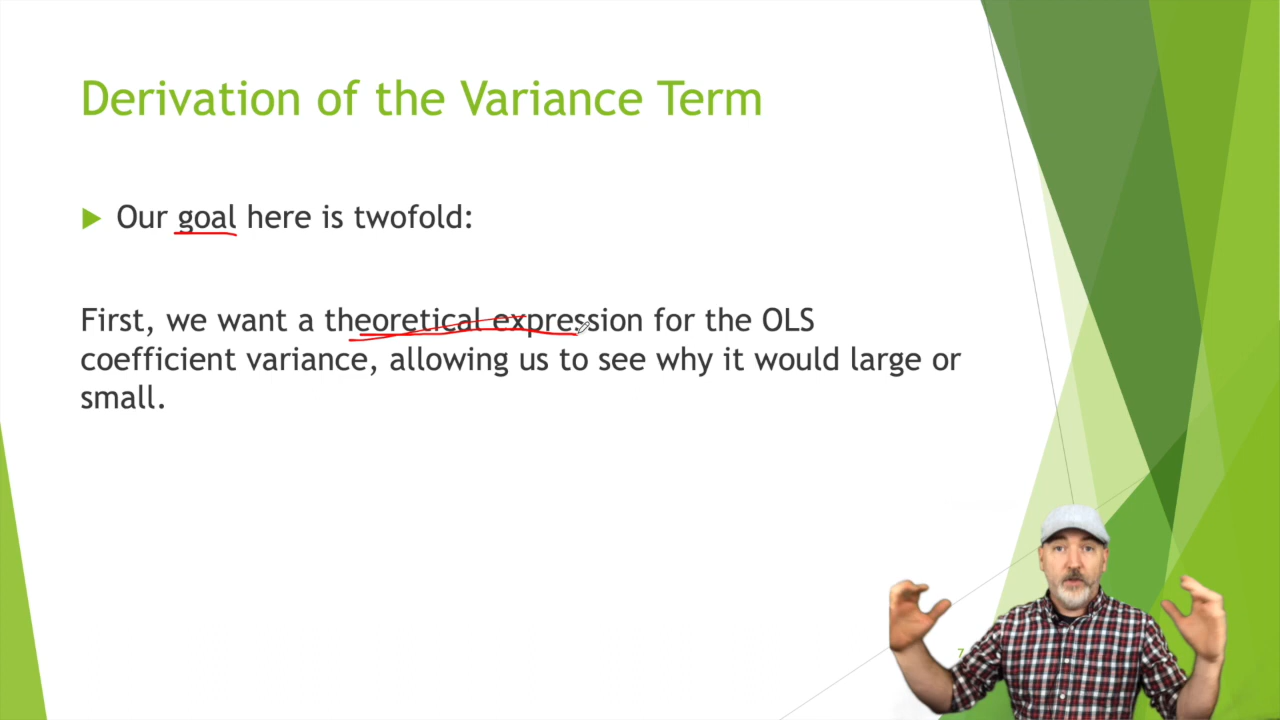 Derivation of the Variance Term
Our goal here is twofold:
First, we want a theoretical expression for the OLS
coefficient variance, allowing us to see why it would large or
small.
7